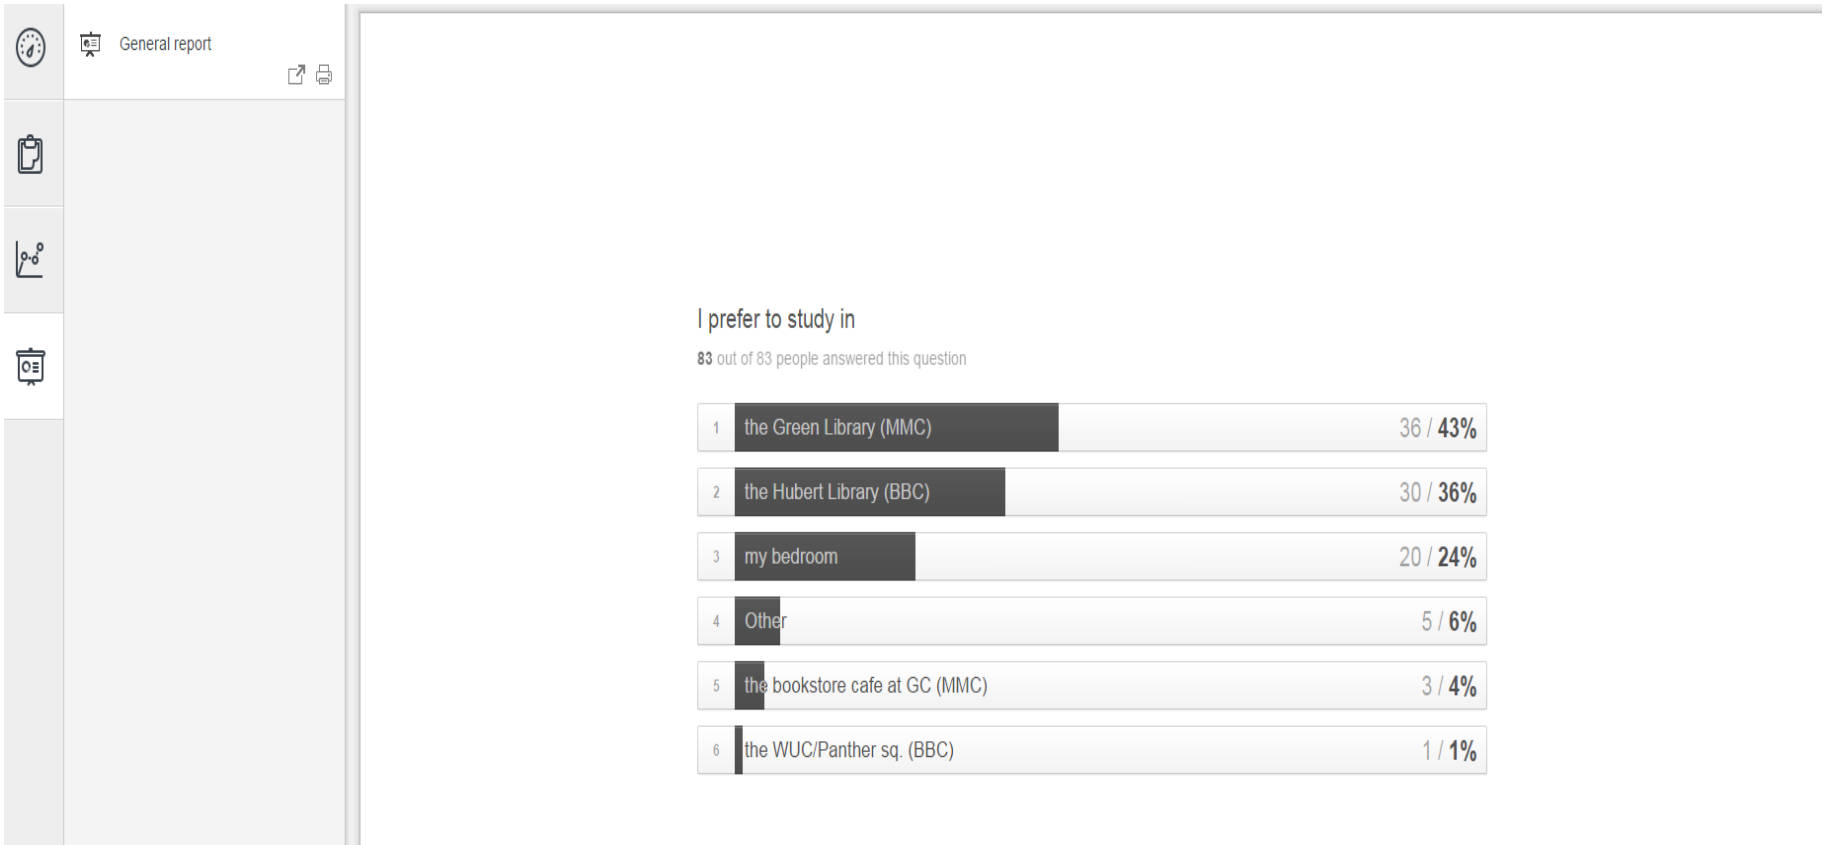 General report
I prefer to study in
83 out of 83 people answered this question
1 the Green Library (MMC) 36 / 43%
2 the Hubert Library (BBC) 30 / 36%
3 my bedroom 20 / 24%
4 Other 5 / 6%
5 the bookstore cafe at GC (MMC) 3 / 4%
6 the WUC/Panther sq. (BBC) 1 / 1%